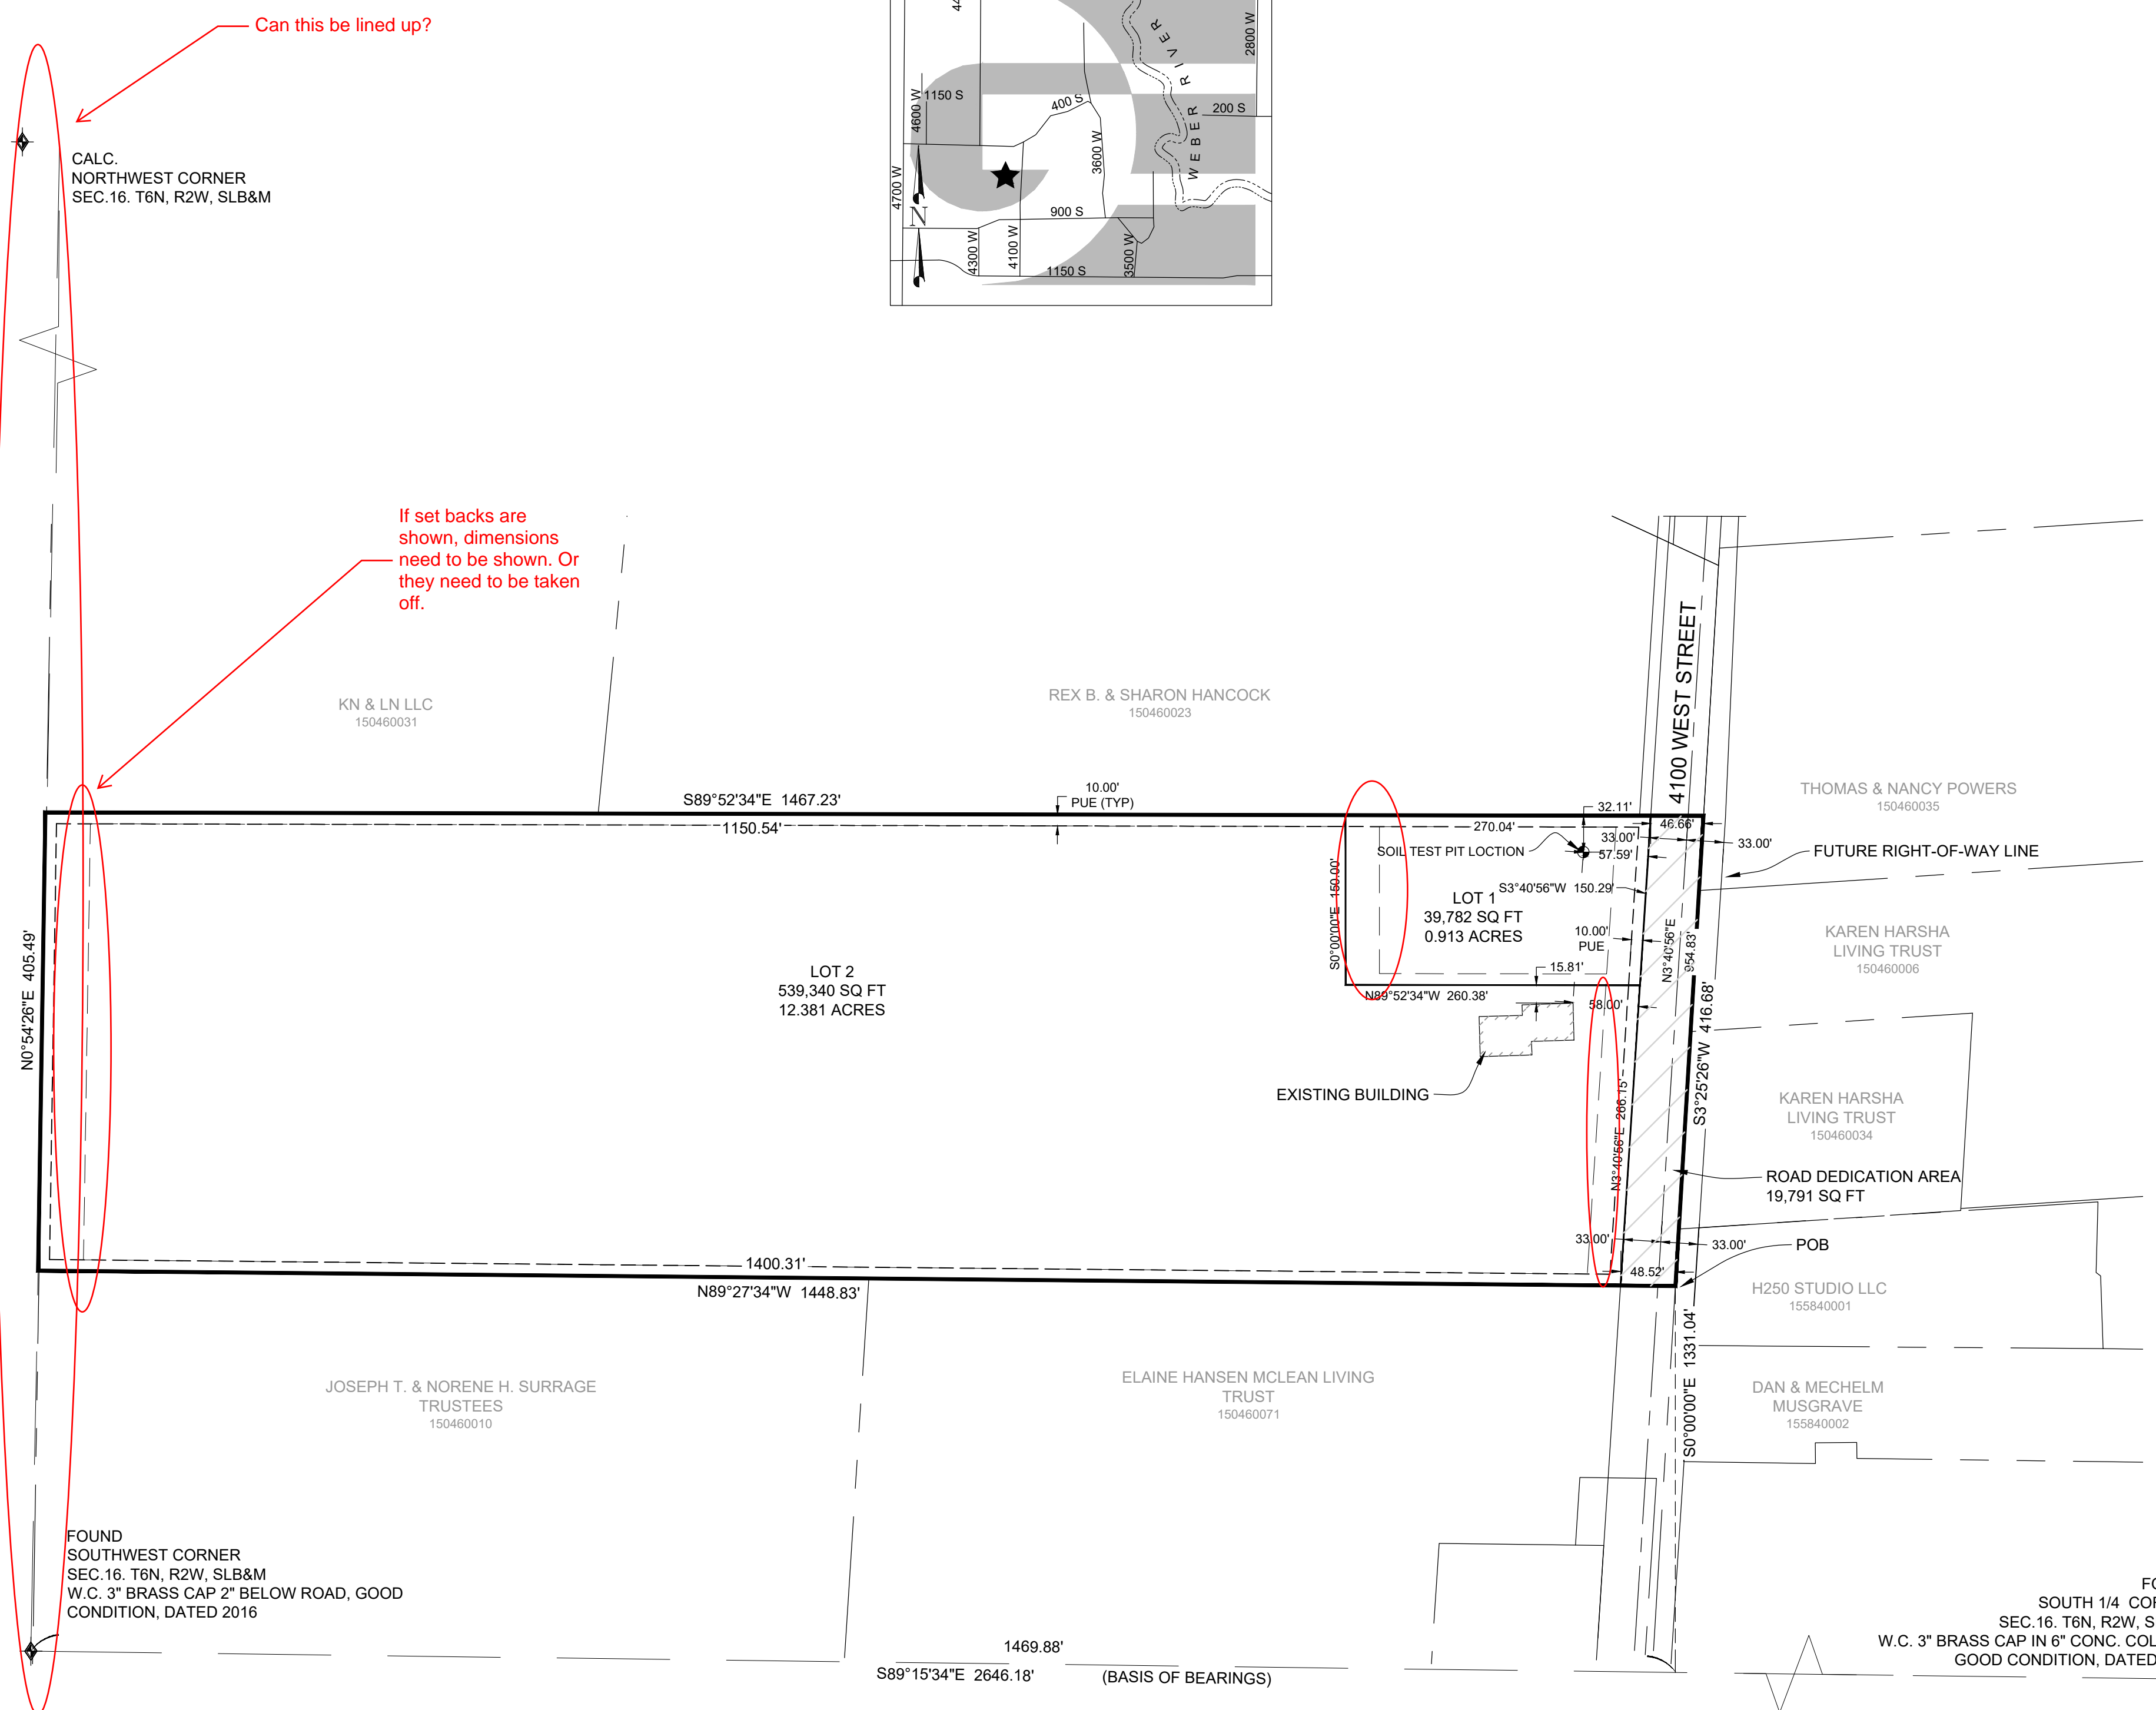 Can this be lined up?
44
RIVER
2800 W
4600 W
1150 S
400 S
200 S
3600 W
WEBER
4700 W
N
900 S
4300 W
4100 W
3500 W
1150 S
CALC.
NORTHWEST CORNER
SEC.16. T6N, R2W, SLB&M
If set backs are
shown, dimensions
need to be shown. Or
they need to be taken
off.
4100 WEST STREET
KN & LN LLC
150460031
REX B. & SHARON HANCOCK
150460023
THOMAS & NANCY POWERS
150460035
S89°52'34"E 1467.23'
10.00'
PUE (TYP)
32.11'
1150.54'
270.04'
46.66'
33.00'
33.00'
SOIL TEST PIT LOCTION
57.59'
FUTURE RIGHT-OF-WAY LINE
S0°00'00"E 150.00'
S3°40'56"W 150.29'
LOT 1
39,782 SQ FT
0.913 ACRES
10.00'
PUE
N3°40'56"E
954.83'
KAREN HARSHA
LIVING TRUST
150460006
N0°54'26"E 405.49'
LOT 2
539,340 SQ FT
12.381 ACRES
15.81'
N89°52'34"W 260.38'
58.00'
S3°25'26"W 416.68'
EXISTING BUILDING
N3°40'56"E 266.15'
KAREN HARSHA
LIVING TRUST
150460034
ROAD DEDICATION AREA
19,791 SQ FT
33.00'
33.00'
POB
1400.31'
48.52'
N89°27'34"W 1448.83'
H250 STUDIO LLC
155840001
S0°00'00"E 1331.04'
JOSEPH T. & NORENE H. SURRAGE
TRUSTEES
150460010
ELAINE HANSEN MCLEAN LIVING
TRUST
150460071
DAN & MECHELM
MUSGRAVE
155840002
FOUND
SOUTHWEST CORNER
SEC.16. T6N, R2W, SLB&M
W.C. 3" BRASS CAP 2" BELOW ROAD, GOOD
CONDITION, DATED 2016
FO
SOUTH 1/4 COR
SEC.16. T6N, R2W, S
W.C. 3" BRASS CAP IN 6" CONC. COL
GOOD CONDITION, DATED
1469.88'
S89°15'34"E 2646.18' (BASIS OF BEARINGS)